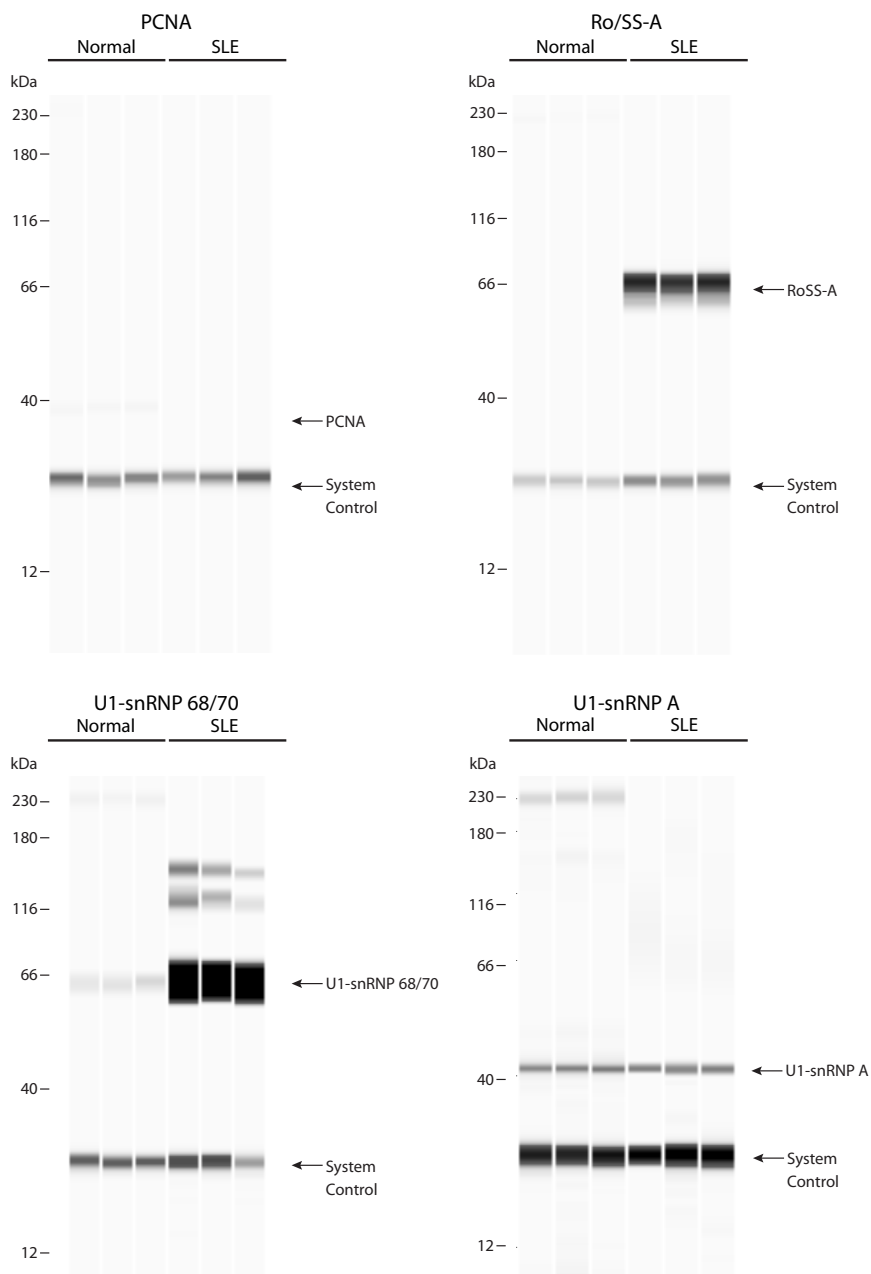 PCNA
Normal SLE
kDa
230
180
116
66
40
PCNA
System
Control
12
Ro/SS-A
Normal SLE
kDa
230
180
116
66
RoSS-A
40
System
Control
12
U1-snRNP 68/70
Normal SLE
kDa
230
180
116
66
U1-snRNP 68/70
40
System
Control
12
U1-snRNP A
Normal SLE
kDa
230
180
116
66
40
U1-snRNP A
System
Control
12